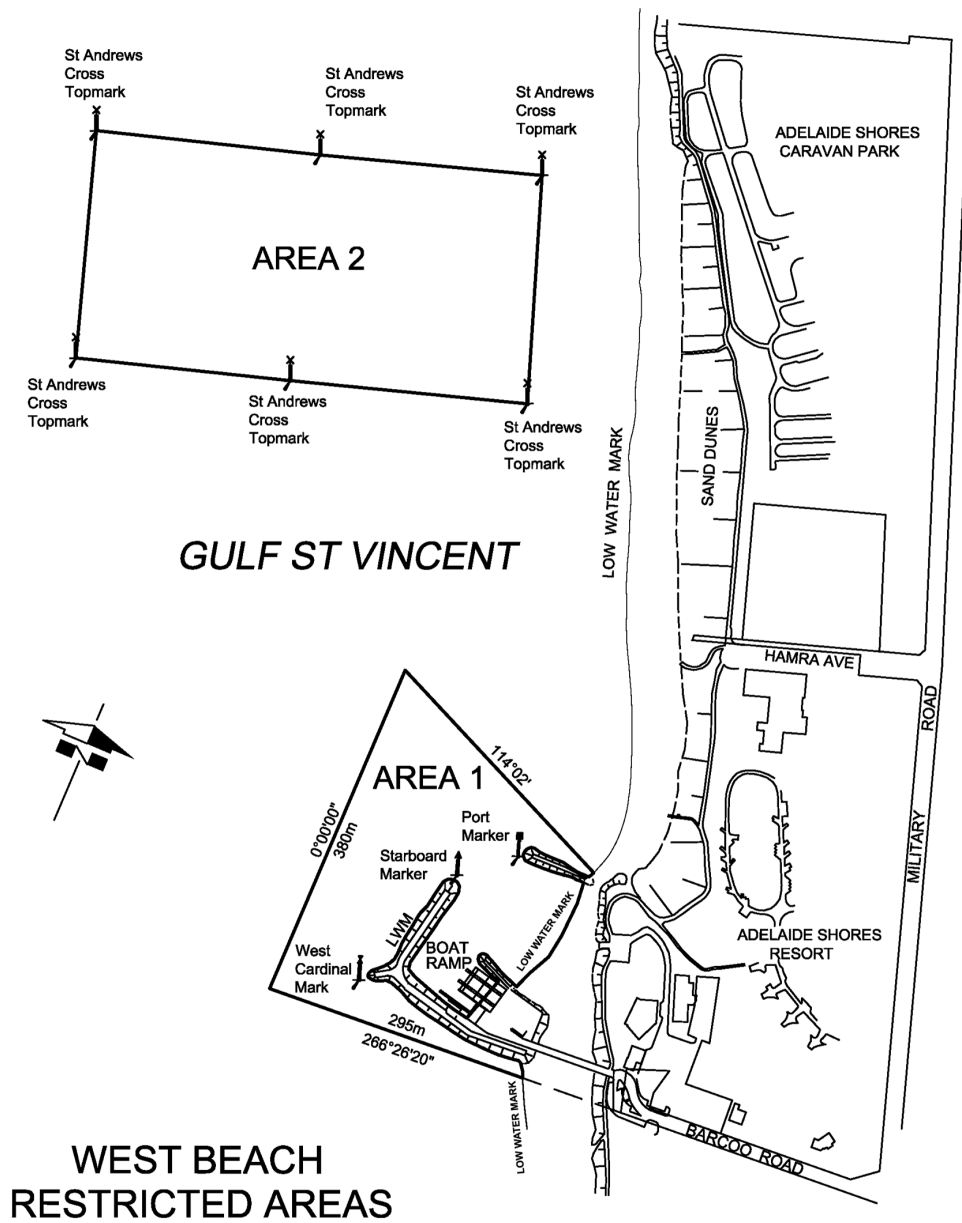 St Andrews
Cross
Topmark
St Andrews
Cross
Topmark
St Andrews
Cross
Topmark
ADELAIDE SHORES
CARAVAN PARK
AREA 2
St Andrews
Cross
Topmark
St Andrews
Cross
Topmark
St Andrews
Cross
Topmark
SAND DUNES
LOW WATER MARK
GULF ST VINCENT
HAMRA AVE
MILITARY ROAD
N
AREA 1
114°02'
0°00'00"
380m
Port
Marker
Starboard
Marker
LWM
BOAT
RAMP
LOW WATER MARK
West
Cardinal
Mark
ADELAIDE SHORES
RESORT
295m
266°26'20"
LOW WATER MARK
BARCOO ROAD
WEST BEACH
RESTRICTED AREAS